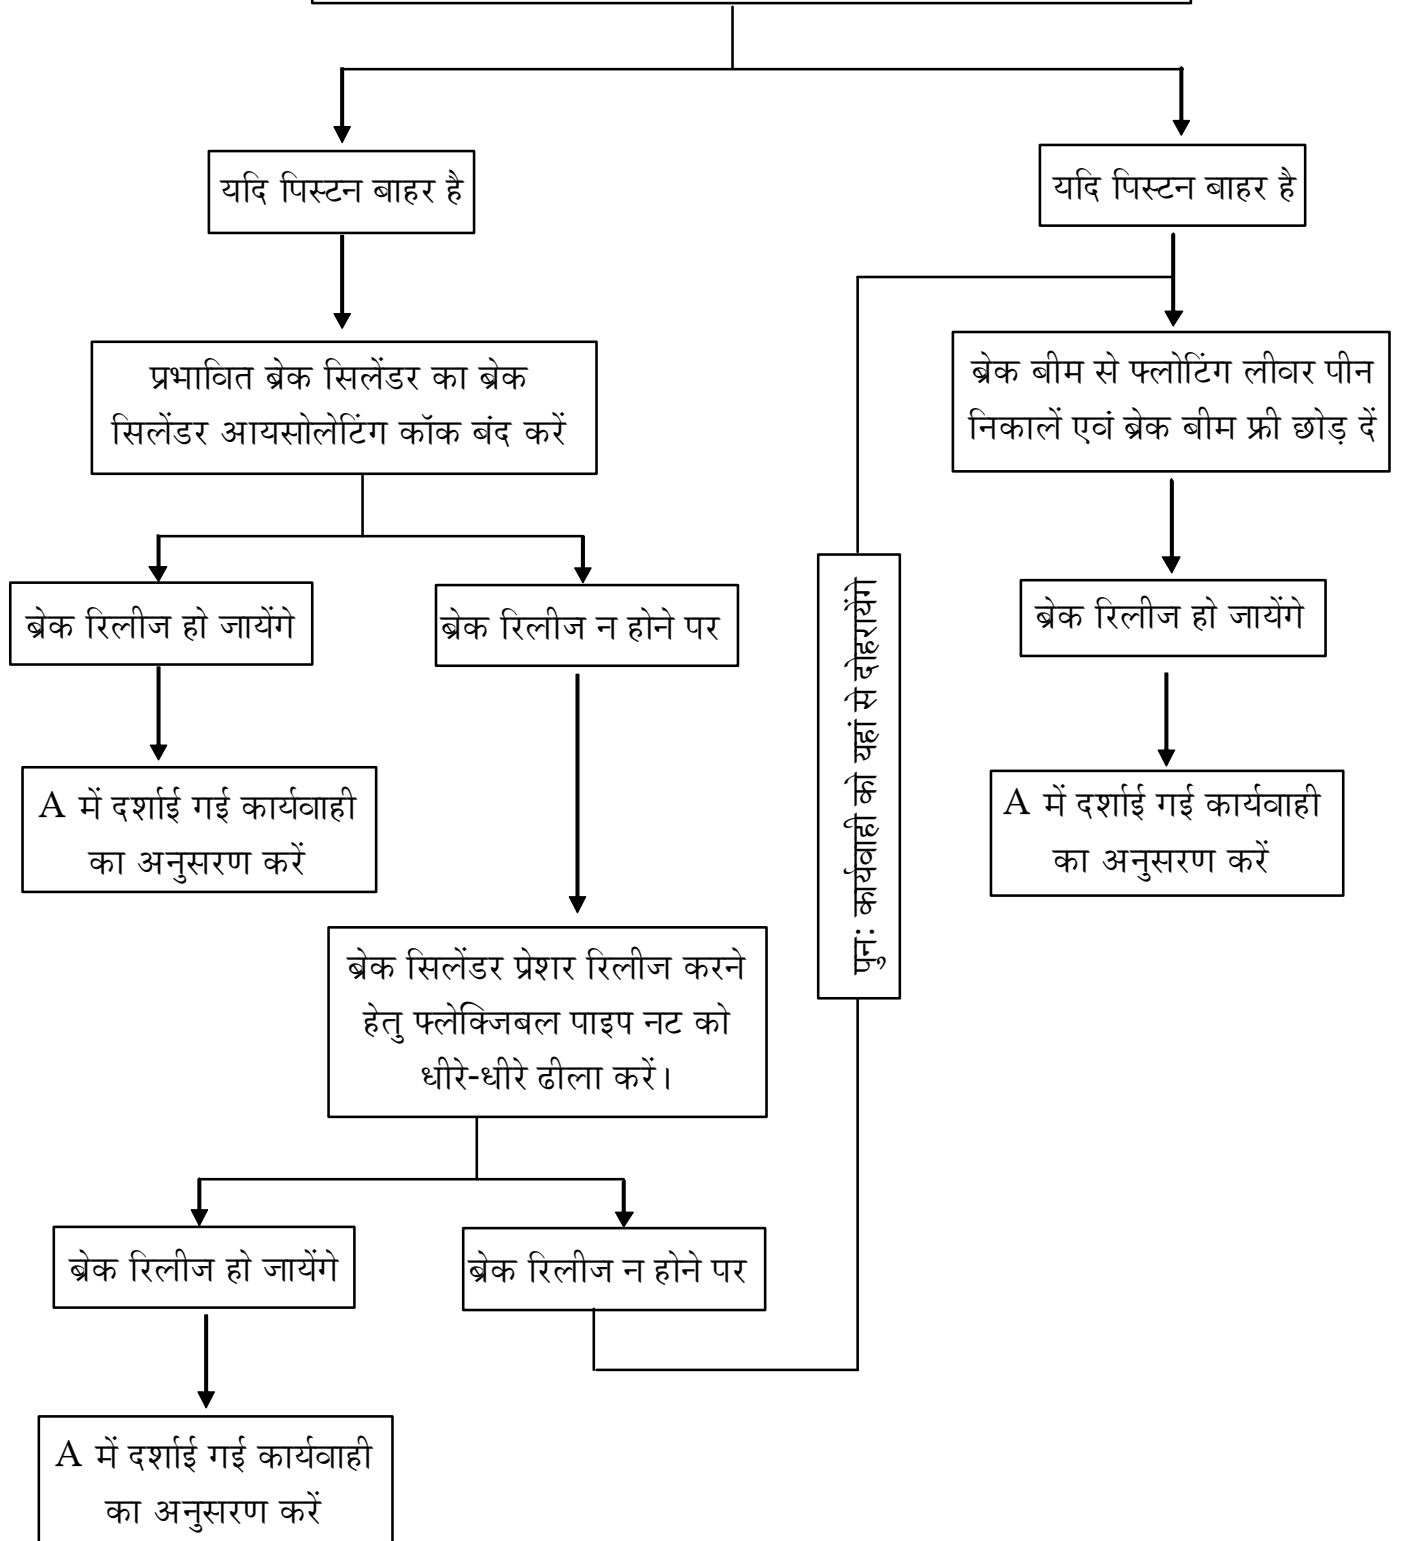 यदि पिस्टन बाहर है
यदि पिस्टन बाहर है
प्रभावित ब्रेक सिलेंडर का ब्रेक
सिलेंडर आयसोलेटिंग कॉक बंद करें
ब्रेक बीम से फ्लोटिंग लीवर पीन
निकालें एवं ब्रेक बीम फ्री छोड़ दें
ब्रेक रिलीज हो जायेंगे
ब्रेक रिलीज न होने पर
पुन: कार्यवाही को यहां से दोहरायेंगे
ब्रेक रिलीज हो जायेंगे
A में दर्शाई गई कार्यवाही
का अनुसरण करें
A में दर्शाई गई कार्यवाही
का अनुसरण करें
ब्रेक सिलेंडर प्रेशर रिलीज करने
हेतु फ्लेक्जिबल पाइप नट को
धीरे-धीरे ढीला करें।
ब्रेक रिलीज हो जायेंगे
ब्रेक रिलीज न होने पर
A में दर्शाई गई कार्यवाही
का अनुसरण करें